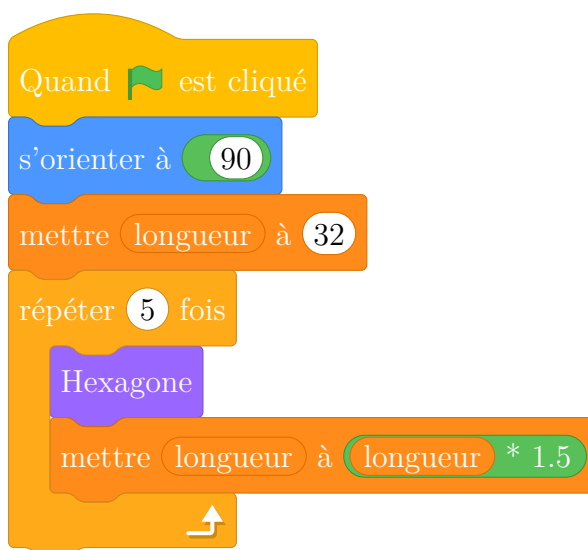 Quand est cliqué
s'orienter à 90
mettre longueur à 32
répéter 5 fois
Hexagone
mettre longueur à longueur * 1.5